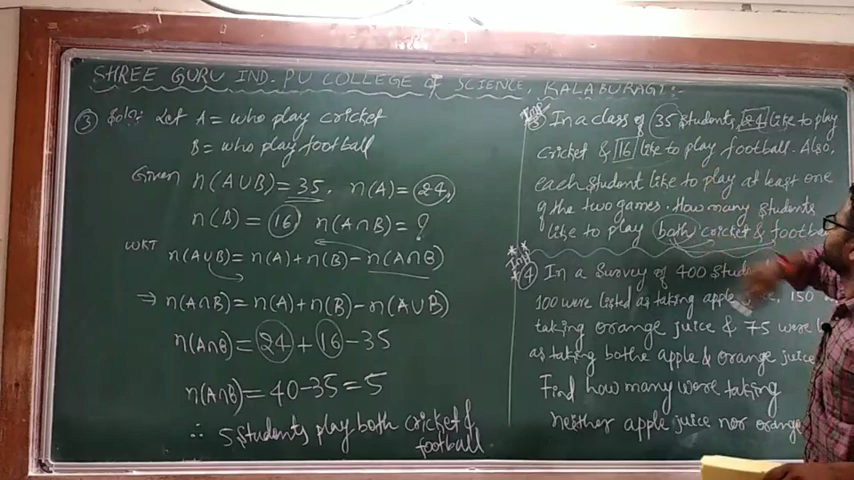 SHREE GURU IND. PU COLLEGE of SCIENCE, KALABURAGI :-
③ Soln: Let A = who play cricket
B = who play football
Given n(A∪B) = 35. n(A) = 24,
n(B) = 16 n(A∩B) = ?
WKT n(A∪B) = n(A) + n(B) - n(A∩B)
⇒ n(A∩B) = n(A) + n(B) - n(A∪B)
n(A∩B) = 24 + 16 - 35
n(A∩B) = 40 - 35 = 5
∴ 5 students play both cricket &
football
③ In a class of 35 students, 24 like to play
cricket & 16 like to play football. Also,
each student like to play at least one
of the two games. How many students
like to play both cricket & footba
④ In a Survey of 400 Stude
100 were listed as taking apple 150
taking orange juice & 75 were
as taking bothe apple & orange juice
Find how many were taking
neither apple juice nor orange